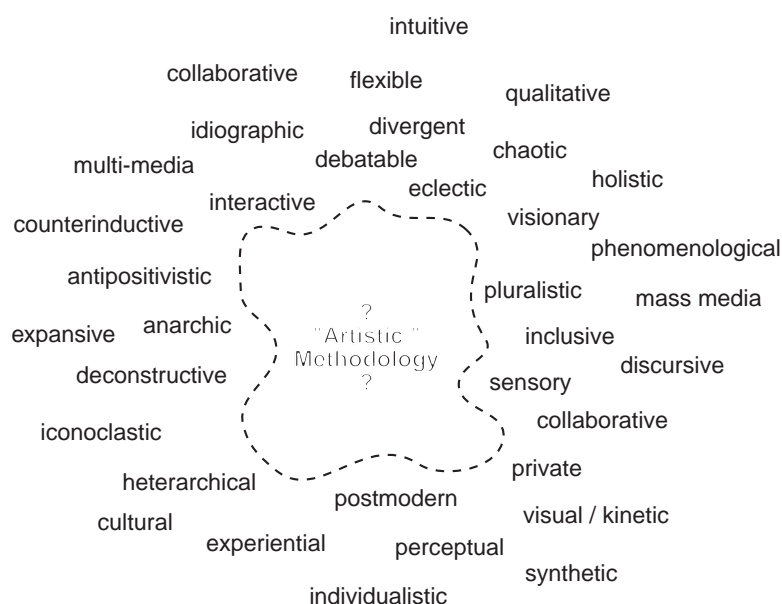 intuitive
collaborative
flexible
qualitative
idiographic
divergent
chaotic
multi-media
debatable
holistic
eclectic
interactive
visionary
counterinductive
phenomenological
antipositivistic
pluralistic
mass media
?
"Artistic "
Methodology
?
expansive
anarchic
inclusive
discursive
deconstructive
sensory
collaborative
iconoclastic
private
heterarchical
postmodern
visual / kinetic
cultural
experiential
perceptual
synthetic
individualistic